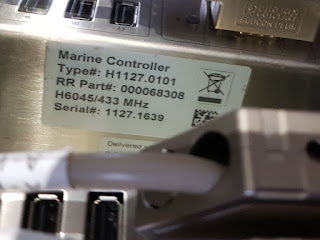 Marine Controller
Type#: H1127.0101
RR Part#: 000068308
H6045/433 MHz
Serial#: 1127.1639
Delivered